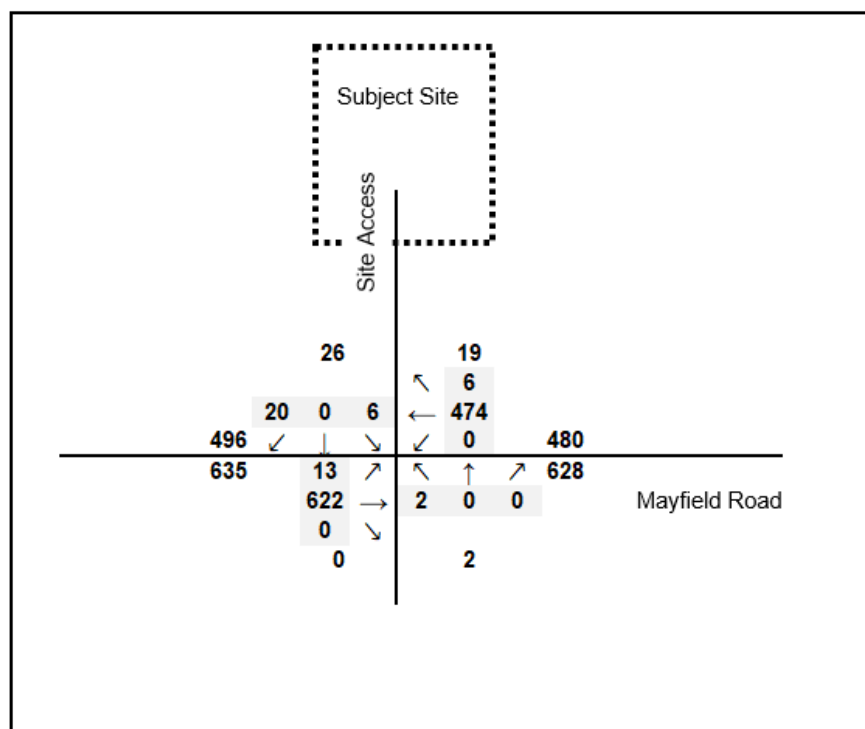 Subject Site
Site Access
26 19
↖ 6
20 0 6 ← 474
496 ↙ ↓ ↘ ↙ 0 480
635 13 ↗ ↖ ↑ ↗ 628
622 → 2 0 0 Mayfield Road
0 ↘
0 2